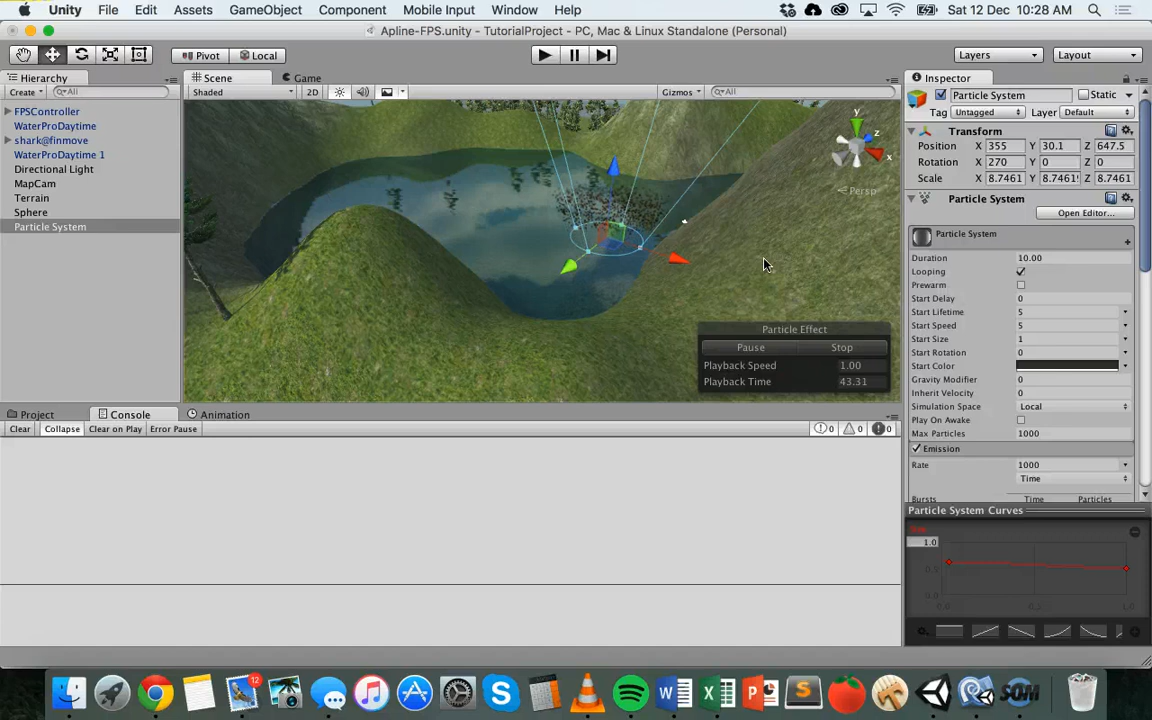 Unity File Edit Assets GameObject Component Mobile Input Window Help Sat 12 Dec 10:28 AM
Apline-FPS.unity - TutorialProject - PC, Mac & Linux Standalone (Personal)
Pivot Local Layers Layout
Hierarchy Scene Game Inspector
Create All Shaded 2D Gizmos All
Particle System Static
Tag Untagged Layer Default
FPSController
WaterProDaytime
shark@finmove
WaterProDaytime 1
Directional Light
MapCam
Terrain
Sphere
Particle System
y
z
x
Persp
Particle Effect
Pause Stop
Playback Speed 1.00
Playback Time 43.31
Transform
Position X 355 Y 30.1 Z 647.5
Rotation X 270 Y 0 Z 0
Scale X 8.7461 Y 8.7461 Z 8.7461
Particle System
Open Editor...
Particle System
Duration 10.00
Looping
Prewarm
Start Delay 0
Start Lifetime 5
Start Speed 5
Start Size 1
Start Rotation 0
Start Color
Gravity Modifier 0
Inherit Velocity 0
Simulation Space Local
Play On Awake
Max Particles 1000
Emission
Rate 1000
Time
Bursts Time Particles
Particle System Curves
Size
1.0
0.0 1.0
Project Console Animation
Clear Collapse Clear on Play Error Pause 0 0 0
12
SOM